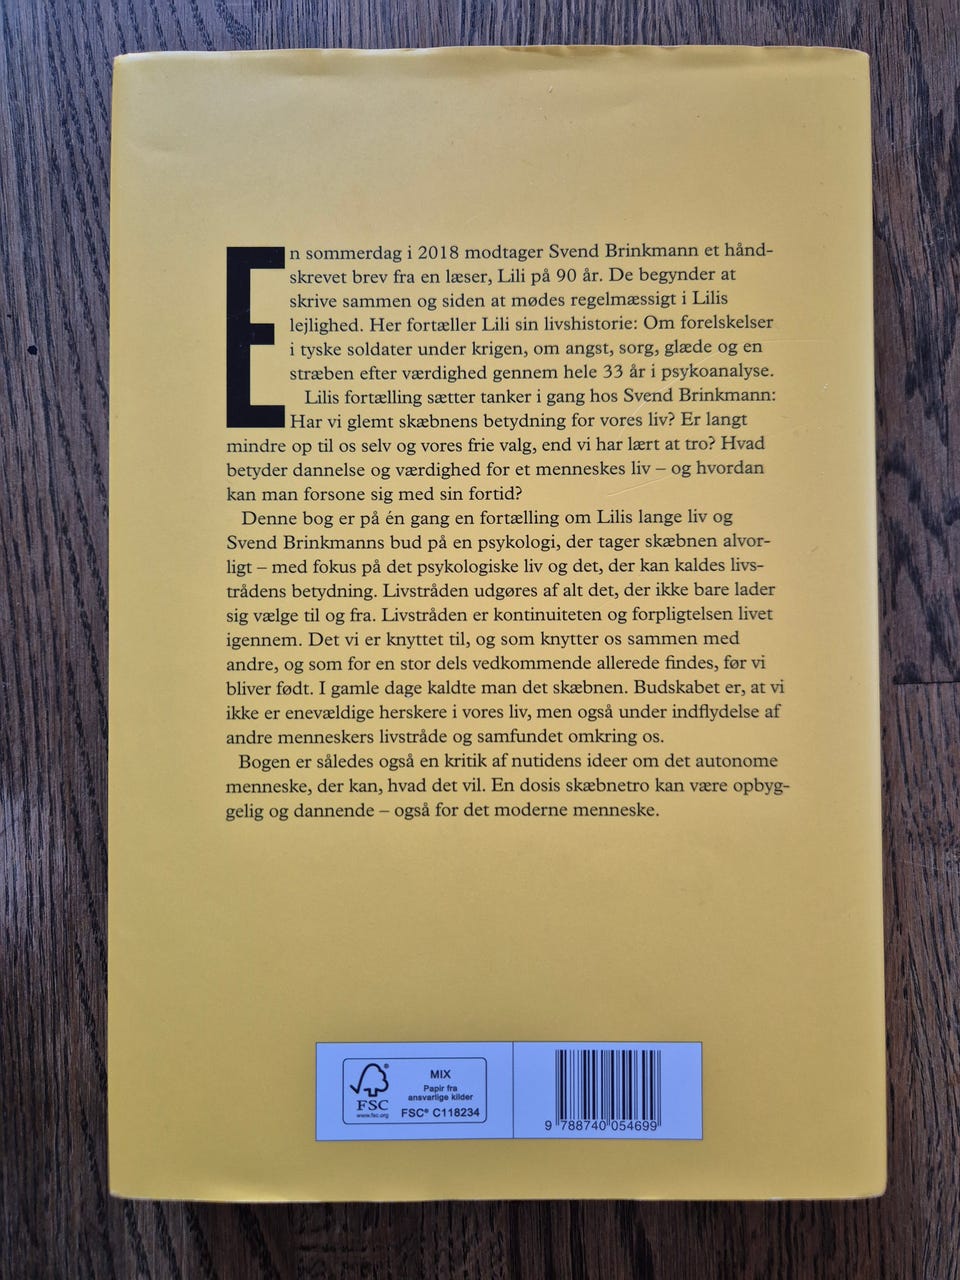 En sommerdag i 2018 modtager Svend Brinkmann et hånd-
skrevet brev fra en læser, Lili på 90 år. De begynder at
skrive sammen og siden at mødes regelmæssigt i Lilis
lejlighed. Her fortæller Lili sin livshistorie: Om forelskelser
i tyske soldater under krigen, om angst, sorg, glæde og en
stræben efter værdighed gennem hele 33 år i psykoanalyse.
Lilis fortælling sætter tanker i gang hos Svend Brinkmann:
Har vi glemt skæbnens betydning for vores liv? Er langt
mindre op til os selv og vores frie valg, end vi har lært at tro? Hvad
betyder dannelse og værdighed for et menneskes liv – og hvordan
kan man forsone sig med sin fortid?
Denne bog er på én gang en fortælling om Lilis lange liv og
Svend Brinkmanns bud på en psykologi, der tager skæbnen alvor-
ligt – med fokus på det psykologiske liv og det, der kan kaldes livs-
trådens betydning. Livstråden udgøres af alt det, der ikke bare lader
sig vælge til og fra. Livstråden er kontinuiteten og forpligtelsen livet
igennem. Det vi er knyttet til, og som knytter os sammen med
andre, og som for en stor dels vedkommende allerede findes, før vi
bliver født. I gamle dage kaldte man det skæbnen. Budskabet er, at vi
ikke er enevældige herskere i vores liv, men også under indflydelse af
andre menneskers livstråde og samfundet omkring os.
Bogen er således også en kritik af nutidens ideer om det autonome
menneske, der kan, hvad det vil. En dosis skæbnetro kan være opbyg-
gelig og dannende – også for det moderne menneske.
FSC
www.fsc.org
MIX
Papir fra
ansvarlige kilder
FSC® C118234
9 788740 054699